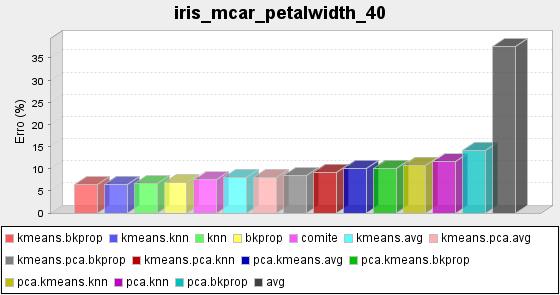 iris_mcar_petalwidth_40
Erro (%)
35
30
25
20
15
10
5
0
kmeans.bkprop kmeans.knn knn bkprop comite kmeans.avg kmeans.pca.avg
kmeans.pca.bkprop kmeans.pca.knn pca.kmeans.avg pca.kmeans.bkprop
pca.kmeans.knn pca.knn pca.bkprop avg